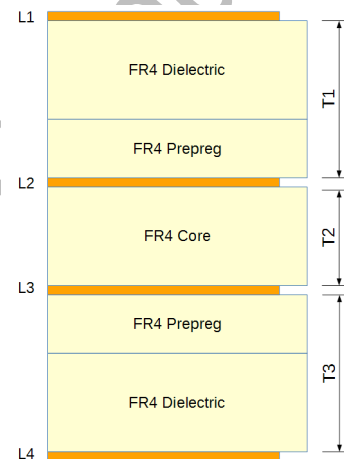 L1
FR4 Dielectric
T1
FR4 Prepreg
L2
FR4 Core
T2
L3
FR4 Prepreg
T3
FR4 Dielectric
L4